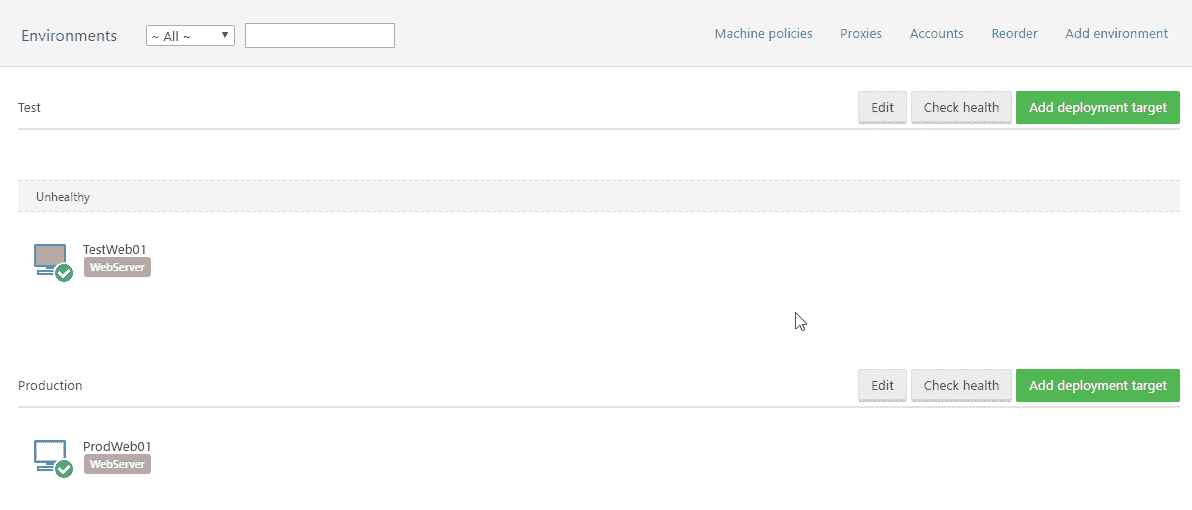 Environments ~ All ~ Machine policies Proxies Accounts Reorder Add environment
Test Edit Check health Add deployment target
Unhealthy
TestWeb01
WebServer
Production Edit Check health Add deployment target
ProdWeb01
WebServer